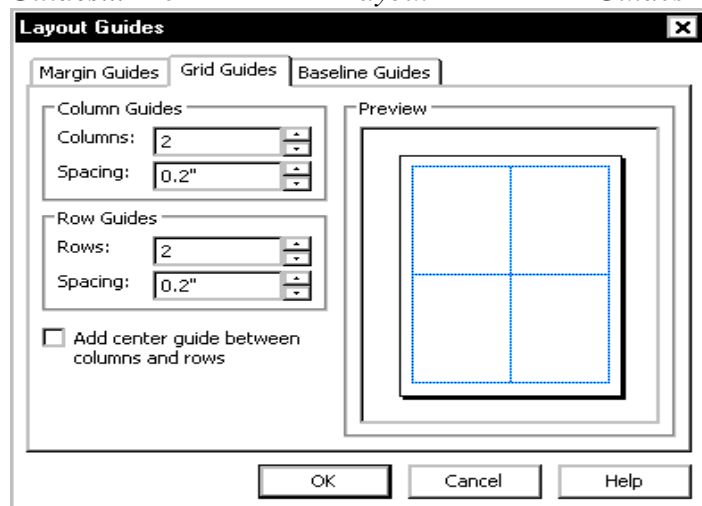 Layout Guides
Margin Guides Grid Guides Baseline Guides
Column Guides
Columns: 2
Spacing: 0.2"
Row Guides
Rows: 2
Spacing: 0.2"
Add center guide between
columns and rows
Preview
OK Cancel Help